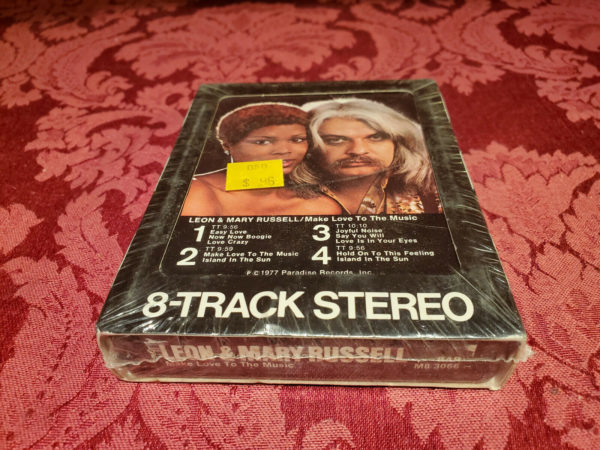 $ .96
LEON & MARY RUSSELL/Make Love To The Music
1 TT 9:56
Easy Love
Now Now Boogie
Love Crazy
2 TT 9:59
Make Love To The Music
Island In The Sun
3 TT 10:10
Joyful Noise
Say You Will
Love Is In Your Eyes
4 TT 9:56
Hold On To This Feeling
Island In The Sun
℗ © 1977 Paradise Records, Inc.
8-TRACK STEREO
LEON & MARY RUSSELL
Make Love To The Music
M8 3066